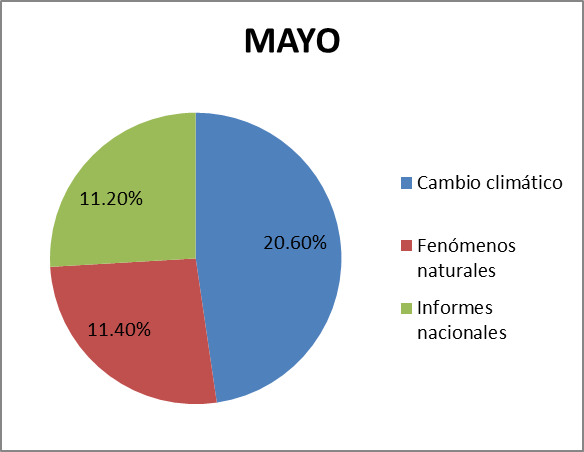 MAYO
11.20%
20.60%
11.40%
Cambio climático
Fenómenos
naturales
Informes
nacionales